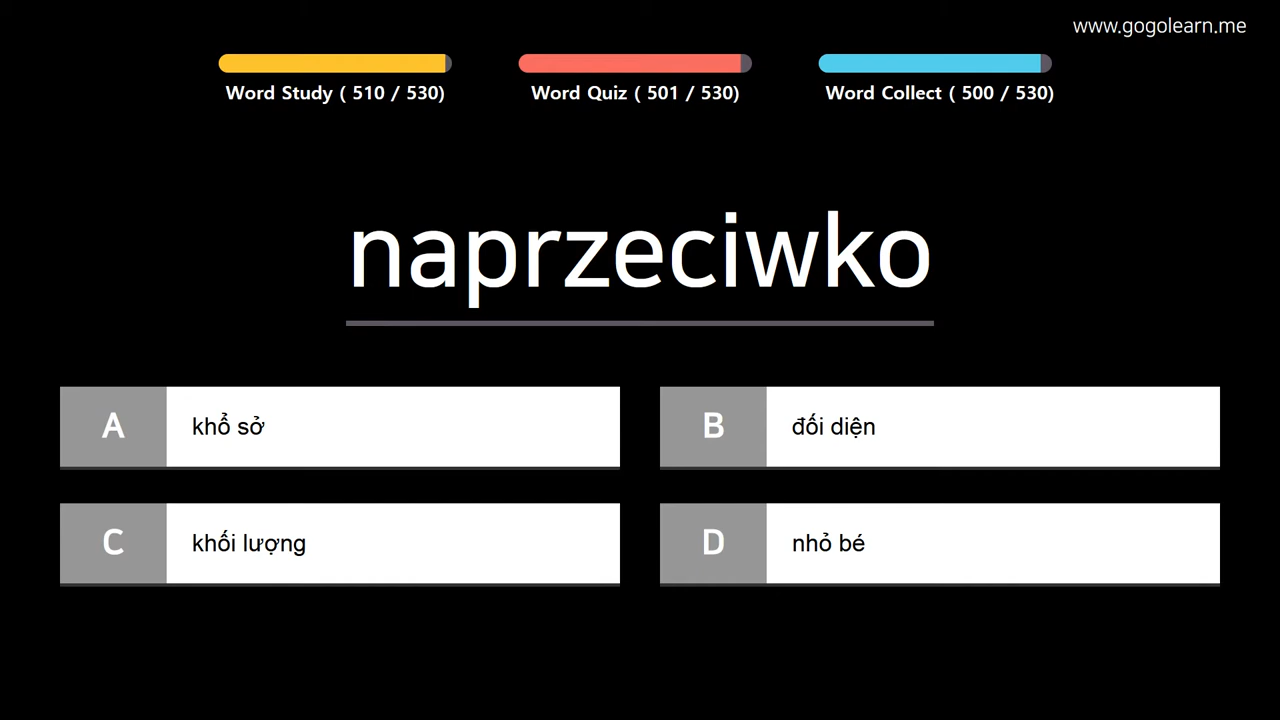 www.gogolearn.me
Word Study ( 510 / 530)
Word Quiz ( 501 / 530)
Word Collect ( 500 / 530)
naprzeciwko
A khổ sở
B đối diện
C khối lượng
D nhỏ bé